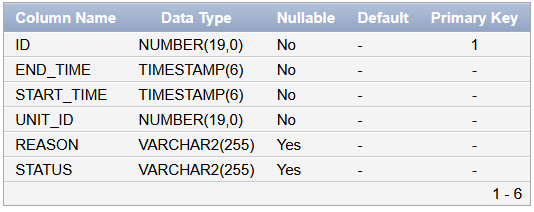 Column Name Data Type Nullable Default Primary Key
ID NUMBER(19,0) No - 1
END_TIME TIMESTAMP(6) No - -
START_TIME TIMESTAMP(6) No - -
UNIT_ID NUMBER(19,0) No - -
REASON VARCHAR2(255) Yes - -
STATUS VARCHAR2(255) Yes - -
1 - 6